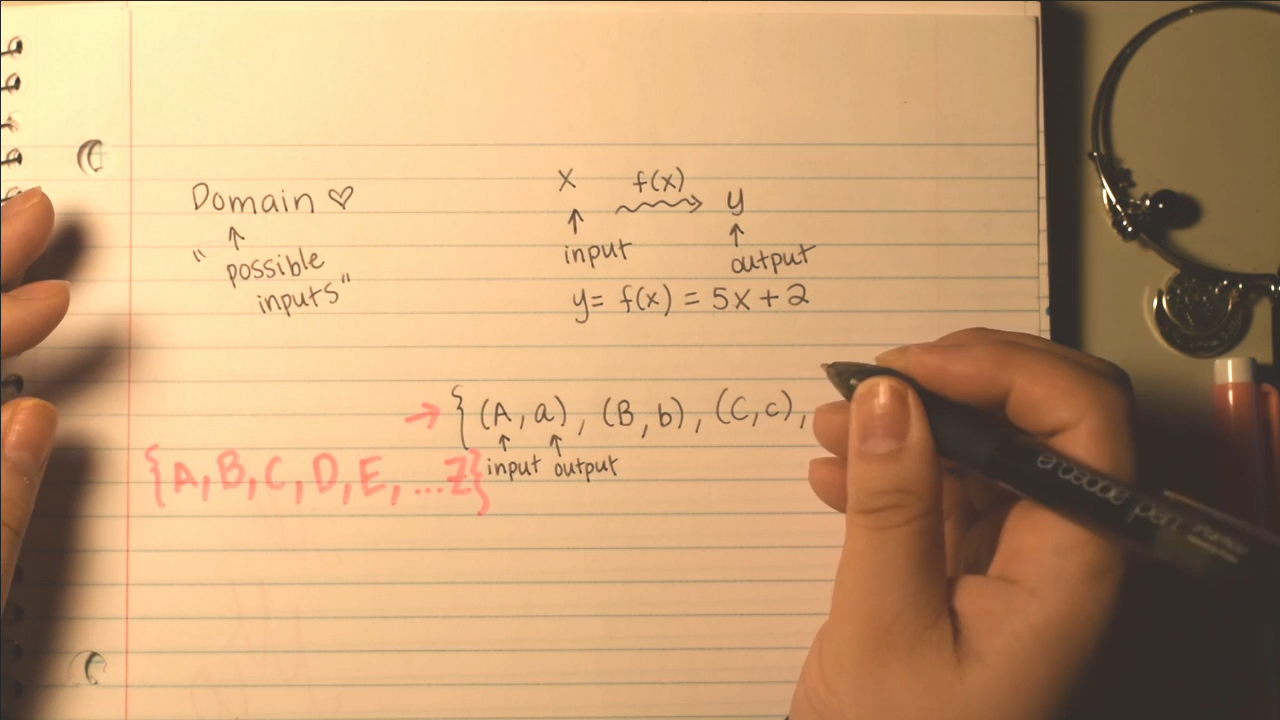 Domain ♡
"possible
inputs"
x f(x) y
input output
y= f(x) = 5x+2
→ {(A,a), (B,b), (C,c),
input output
{A,B,C,D,E,...Z}
erasable pen